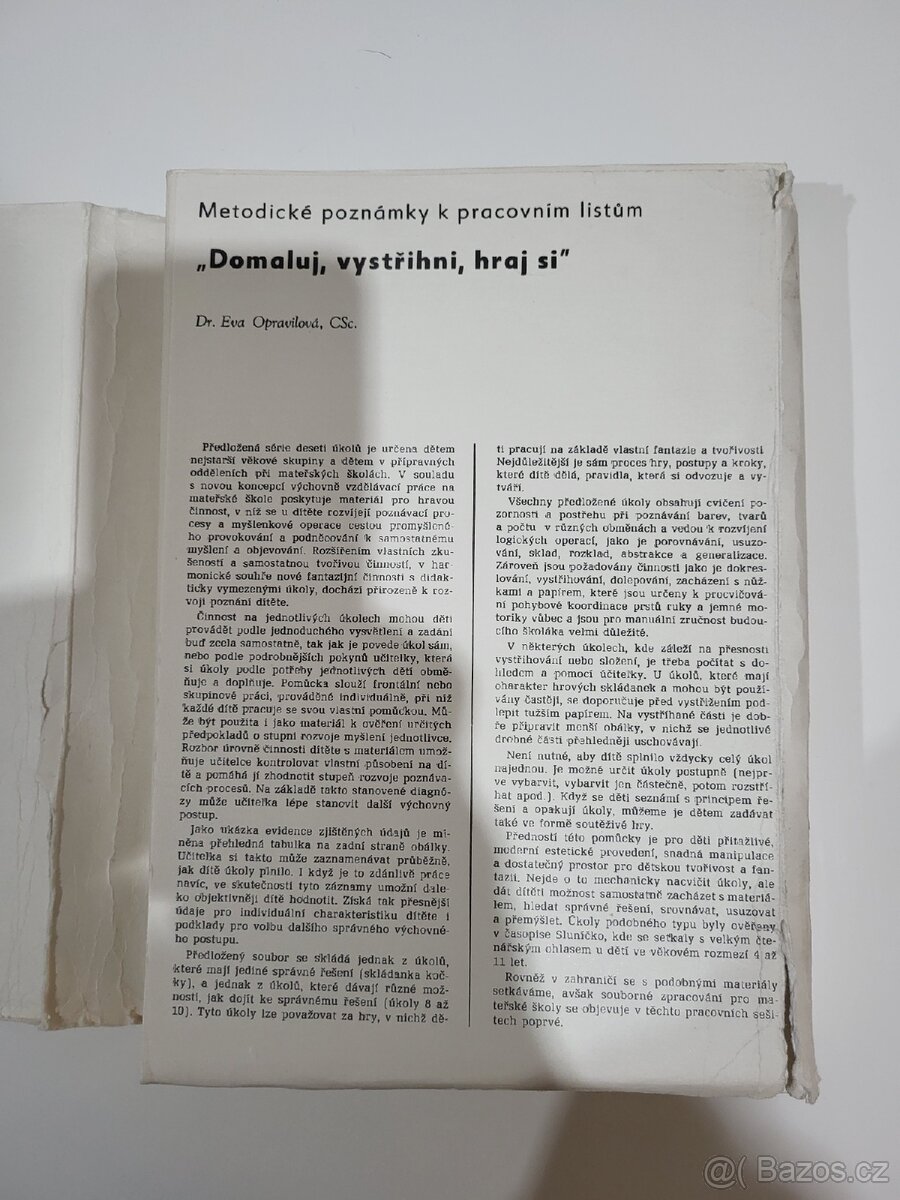 Metodické poznámky k pracovním listům
„Domaluj, vystřihni, hraj si"
Dr. Eva Opravilová, CSc.
Předložená série deseti úkolů je určena dětem
nejstarší věkové skupiny a dětem v přípravných
odděleních při mateřských školách. V souladu
s novou koncepcí výchovně vzdělávací práce na
mateřské škole poskytuje materiál pro hravou
činnost, v níž se u dítěte rozvíjejí poznávací pro-
cesy a myšlenkové operace cestou promyšlené-
ho provokování a podněcování k samostatnému
myšlení a objevování. Rozšířením vlastních zku-
šeností a samostatnou tvořivou činností, v har-
monické souhře nové fantazijní činnosti s didak-
ticky vymezenými úkoly, dochází přirozeně k roz-
voji poznání dítěte.
Činnost na jednotlivých úkolech mohou děti
provádět podle jednoduchého vysvětlení a zadání
buď zcela samostatně, tak jak je povede úkol sám,
nebo podle podrobnějších pokynů učitelky, která
si úkoly podle potřeby jednotlivých dětí obmě-
ňuje a doplňuje. Pomůcka slouží frontální nebo
skupinové práci, prováděné individuálně, při níž
každé dítě pracuje se svou vlastní pomůckou. Mů-
že být použita i jako materiál k ověření určitých
předpokladů o stupni rozvoje myšlení jednotlivce.
Rozbor úrovně činnosti dítěte s materiálem umož-
ňuje učitelce kontrolovat vlastní působení na dí-
tě a pomáhá jí zhodnotit stupeň rozvoje poznáva-
cích procesů. Na základě takto stanovené diagnó-
zy může učitelka lépe stanovit další výchovný
postup.
Jako ukázka evidence zjištěných údajů je mí-
něna přehledná tabulka na zadní straně obálky.
Učitelka si takto může zaznamenávat průběžně,
jak dítě úkoly plnilo. I když je to zdánlivě práce
navíc, ve skutečnosti tyto záznamy umožní dale-
ko objektivněji dítě hodnotit. Získá tak přesnější
údaje pro individuální charakteristiku dítěte i
podklady pro volbu dalšího správného výchovné-
ho postupu.
Předložený soubor se skládá jednak z úkolů,
které mají jediné správné řešení (skládanka koč-
ky), a jednak z úkolů, které dávají různé mož-
nosti, jak dojít ke správnému řešení (úkoly 8 až
10). Tyto úkoly lze považovat za hry, v nichž dě-
ti pracují na základě vlastní fantazie a tvořivosti.
Nejdůležitější je sám proces hry, postupy a kroky,
které dítě dělá, pravidla, která si odvozuje a vy-
tváří.
Všechny předložené úkoly obsahují cvičení po-
zornosti a postřehu při poznávání barev, tvarů
a počtu v různých obměnách a vedou k rozvíjení
logických operací, jako je porovnávání, usuzo-
vání, sklad, rozklad, abstrakce a generalizace.
Zároveň jsou požadovány činnosti jako je dokres-
lování, vystřihování, dolepování, zacházení s nůž-
kami a papírem, které jsou určeny k procvičová-
ní pohybové koordinace prstů ruky a jemné mo-
toriky vůbec a jsou pro manuální zručnost budou-
cího školáka velmi důležité.
V některých úkolech, kde záleží na přesnosti
vystřihování nebo složení, je třeba počítat s do-
hledem a pomocí učitelky. U úkolů, které mají
charakter hrových skládanek a mohou být použí-
vány častěji, se doporučuje před vystřižením pod-
lepit tužším papírem. Na vystříhané části je dob-
ře připravit menší obálky, v nichž se jednotlivé
drobné části přehledněji uschovávají.
Není nutné, aby dítě splnilo vždycky celý úkol
najednou. Je možné určit úkoly postupně (nejpr-
ve vybarvit, vybarvit jen částečně, potom rozstří-
hat apod.). Když se děti seznámí s principem ře-
šení a opakují úkoly, můžeme je dětem zadávat
také ve formě soutěživé hry.
Předností této pomůcky je pro děti přitažlivé,
moderní estetické provedení, snadná manipulace
a dostatečný prostor pro dětskou tvořivost a fan-
tazii. Nejde o to mechanicky nacvičit úkoly, ale
dát dítěti možnost samostatně zacházet s materiá-
lem, hledat správné řešení, srovnávat, usuzovat
a přemýšlet. Úkoly podobného typu byly ověřeny
v časopise Sluníčko, kde se setkaly s velkým čte-
nářským ohlasem u dětí ve věkovém rozmezí 4 až
11 let.
Rovněž v zahraničí se s podobnými materiály
setkáváme, avšak souborné zpracování pro ma-
teřské školy se objevuje v těchto pracovních seši-
tech poprvé.
@( Bazos.cz